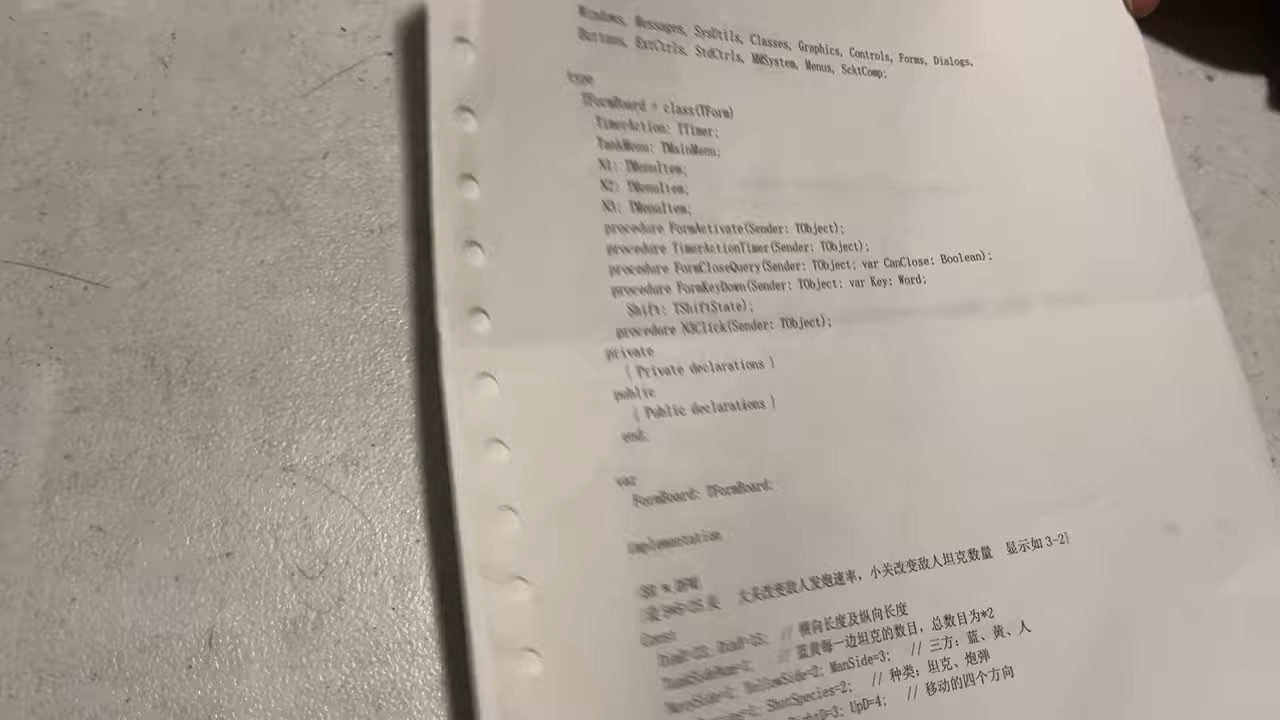 Windows, Messages, SysUtils, Classes, Graphics, Controls, Forms, Dialogs,
Buttons, ExtCtrls, StdCtrls, MMSystem, Menus, ScktComp;
type
TFormBoard = class(TForm)
TimerAction: TTimer;
TankMenu: TMainMenu;
N1: TMenuItem;
N2: TMenuItem;
N3: TMenuItem;
procedure FormActivate(Sender: TObject);
procedure TimerActionTimer(Sender: TObject);
procedure FormCloseQuery(Sender: TObject; var CanClose: Boolean);
procedure FormKeyDown(Sender: TObject; var Key: Word;
Shift: TShiftState);
procedure N3Click(Sender: TObject);
private
{ Private declarations }
public
{ Public declarations }
end;
var
FormBoard: TFormBoard;
implementation
大关改变敌人发炮速率，小关改变敌人坦克数量 显示如 3-2}
Const
// 横向长度及纵向长度
// 蓝黄每一边坦克的数目，总数目为*2
YellowSide=2; ManSide=3; // 三方：蓝、黄、人
ShotSpecies=2; // 种类：坦克、炮弹
RightD=3; UpD=4; // 移动的四个方向